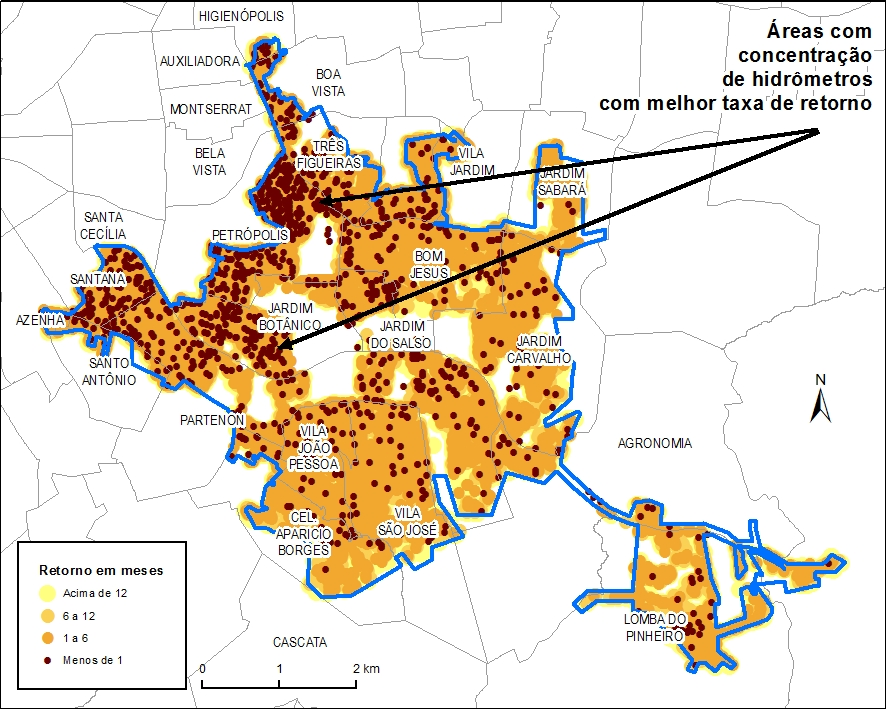 HIGIENÓPOLIS
Áreas com
concentração
de hidrômetros
com melhor taxa de retorno
AUXILIADORA
BOA
VISTA
MONTSERRAT
TRÊS
FIGUEIRAS
BELA
VISTA
VILA
JARDIM
JARDIM
SABARÁ
SANTA
CECÍLIA
PETRÓPOLIS
BOM
JESUS
SANTANA
AZENHA
JARDIM
BOTÂNICO
JARDIM
DO SALSO
JARDIM
CARVALHO
SANTO
ANTÔNIO
N
PARTENON
VILA
JOÃO
PESSOA
AGRONOMIA
CEL.
APARICIO
BORGES
VILA
SÃO JOSÉ
Retorno em meses
Acima de 12
6 a 12
1 a 6
Menos de 1
LOMBA DO
PINHEIRO
CASCATA
0 1 2 km